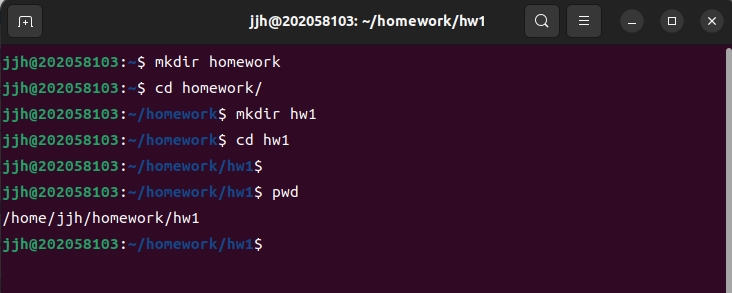 jjh@202058103: ~/homework/hw1
jjh@202058103:~$ mkdir homework
jjh@202058103:~$ cd homework/
jjh@202058103:~/homework$ mkdir hw1
jjh@202058103:~/homework$ cd hw1
jjh@202058103:~/homework/hw1$
jjh@202058103:~/homework/hw1$ pwd
/home/jjh/homework/hw1
jjh@202058103:~/homework/hw1$